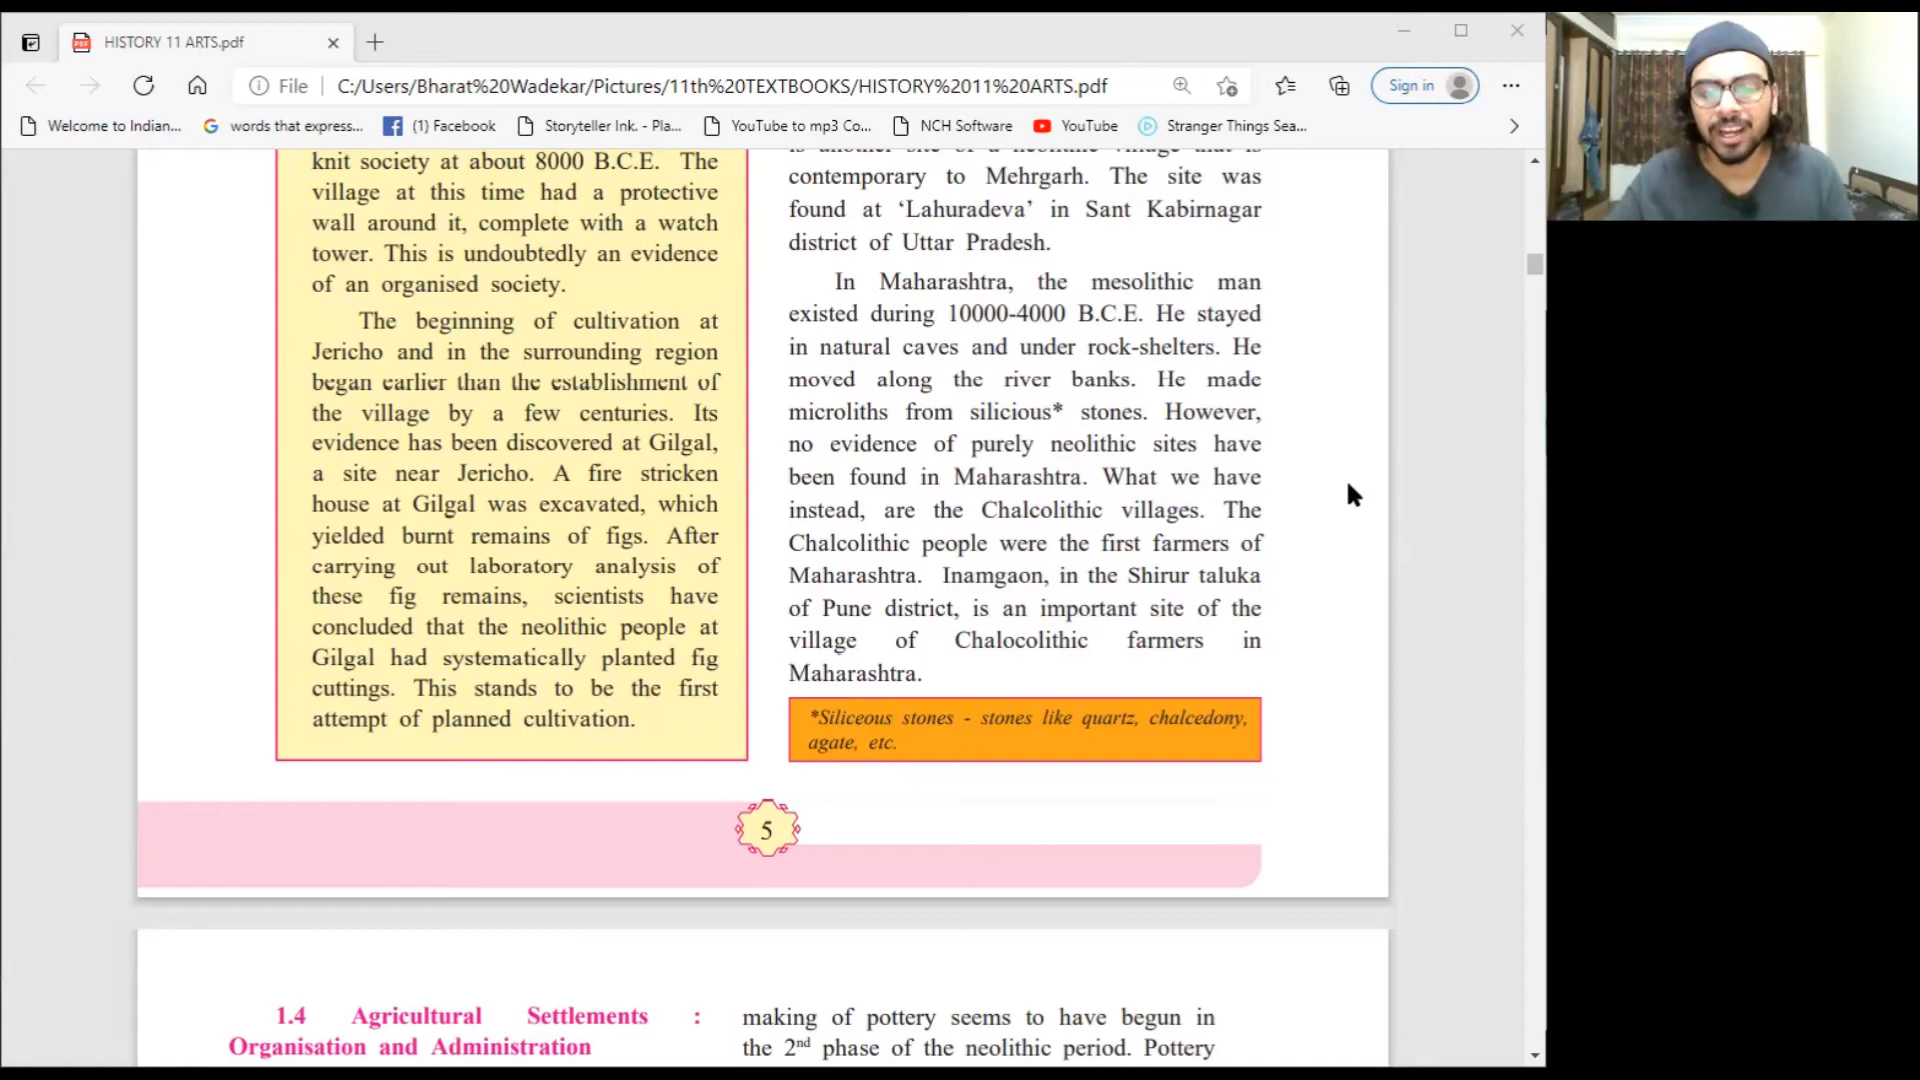 HISTORY 11 ARTS.pdf
File
C:/Users/Bharat%20Wadekar/Pictures/11th%20TEXTBOOKS/HISTORY%2011%20ARTS.pdf
Sign in
Welcome to Indian...
words that express...
(1) Facebook
Storyteller Ink. - Pla...
YouTube to mp3 Co...
NCH Software
YouTube
Stranger Things Sea...
knit society at about 8000 B.C.E. The
village at this time had a protective
wall around it, complete with a watch
tower. This is undoubtedly an evidence
of an organised society.
The beginning of cultivation at
Jericho and in the surrounding region
began earlier than the establishment of
the village by a few centuries. Its
evidence has been discovered at Gilgal,
a site near Jericho. A fire stricken
house at Gilgal was excavated, which
yielded burnt remains of figs. After
carrying out laboratory analysis of
these fig remains, scientists have
concluded that the neolithic people at
Gilgal had systematically planted fig
cuttings. This stands to be the first
attempt of planned cultivation.
is another site of a neolithic village that is
contemporary to Mehrgarh. The site was
found at ‘Lahuradeva’ in Sant Kabirnagar
district of Uttar Pradesh.
In Maharashtra, the mesolithic man
existed during 10000-4000 B.C.E. He stayed
in natural caves and under rock-shelters. He
moved along the river banks. He made
microliths from silicious* stones. However,
no evidence of purely neolithic sites have
been found in Maharashtra. What we have
instead, are the Chalcolithic villages. The
Chalcolithic people were the first farmers of
Maharashtra. Inamgaon, in the Shirur taluka
of Pune district, is an important site of the
village of Chalocolithic farmers in
Maharashtra.
*Siliceous stones - stones like quartz, chalcedony,
agate, etc.
5
1.4 Agricultural Settlements :
Organisation and Administration
making of pottery seems to have begun in
the 2nd phase of the neolithic period. Pottery